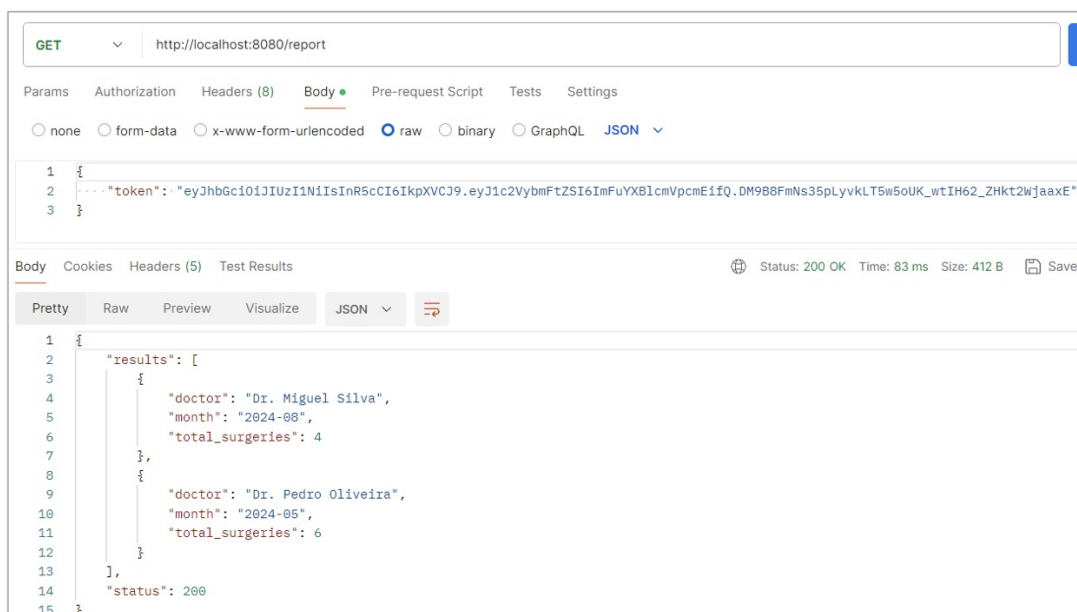 GET http://localhost:8080/report
Params Authorization Headers (8) Body Pre-request Script Tests Settings
none form-data x-www-form-urlencoded raw binary GraphQL JSON
1 {
2 "token": "eyJhbGciOiJIUzI1NiIsInR5cCI6IkpXVCJ9.eyJ1c2VybmFtZSI6ImFuYXBlcmVpcmEifQ.DM9B8FmNs35pLyvkLT5w5oUK_wtIH62_ZHkt2WjaaxE"
3 }
Body Cookies Headers (5) Test Results Status: 200 OK Time: 83 ms Size: 412 B Save
Pretty Raw Preview Visualize JSON
1 {
2 "results": [
3 {
4 "doctor": "Dr. Miguel Silva",
5 "month": "2024-08",
6 "total_surgeries": 4
7 },
8 {
9 "doctor": "Dr. Pedro Oliveira",
10 "month": "2024-05",
11 "total_surgeries": 6
12 }
13 ],
14 "status": 200
15 }